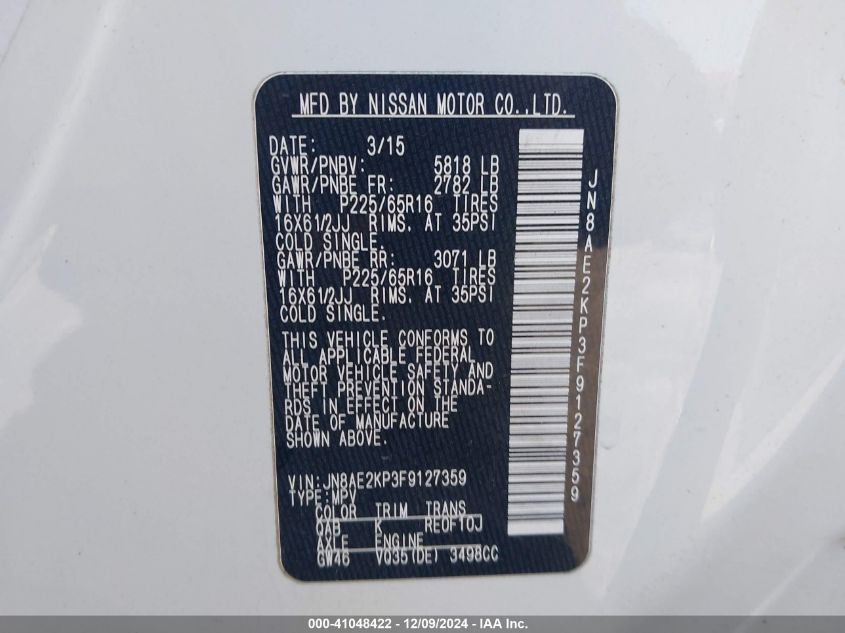 MFD BY NISSAN MOTOR CO.,LTD.
DATE: 3/15
GVWR/PNBV: 5818 LB
GAWR/PNBE FR: 2782 LB
WITH P225/65R16 TIRES
16X61/2JJ RIMS, AT 35PSI
COLD SINGLE.
GAWR/PNBE RR: 3071 LB
WITH P225/65R16 TIRES
16X61/2JJ RIMS, AT 35PSI
COLD SINGLE.
THIS VEHICLE CONFORMS TO
ALL APPLICABLE FEDERAL
MOTOR VEHICLE SAFETY AND
THEFT PREVENTION STANDA-
RDS IN EFFECT ON THE
DATE OF MANUFACTURE
SHOWN ABOVE.
VIN:JN8AE2KP3F9127359
TYPE:MPV
COLOR TRIM TRANS
QAB K REOF10J
AXLE ENGINE
GW46 VQ35(DE) 3498CC
JN8AE2KP3F9127359
000-41048422 - 12/09/2024 - IAA Inc.